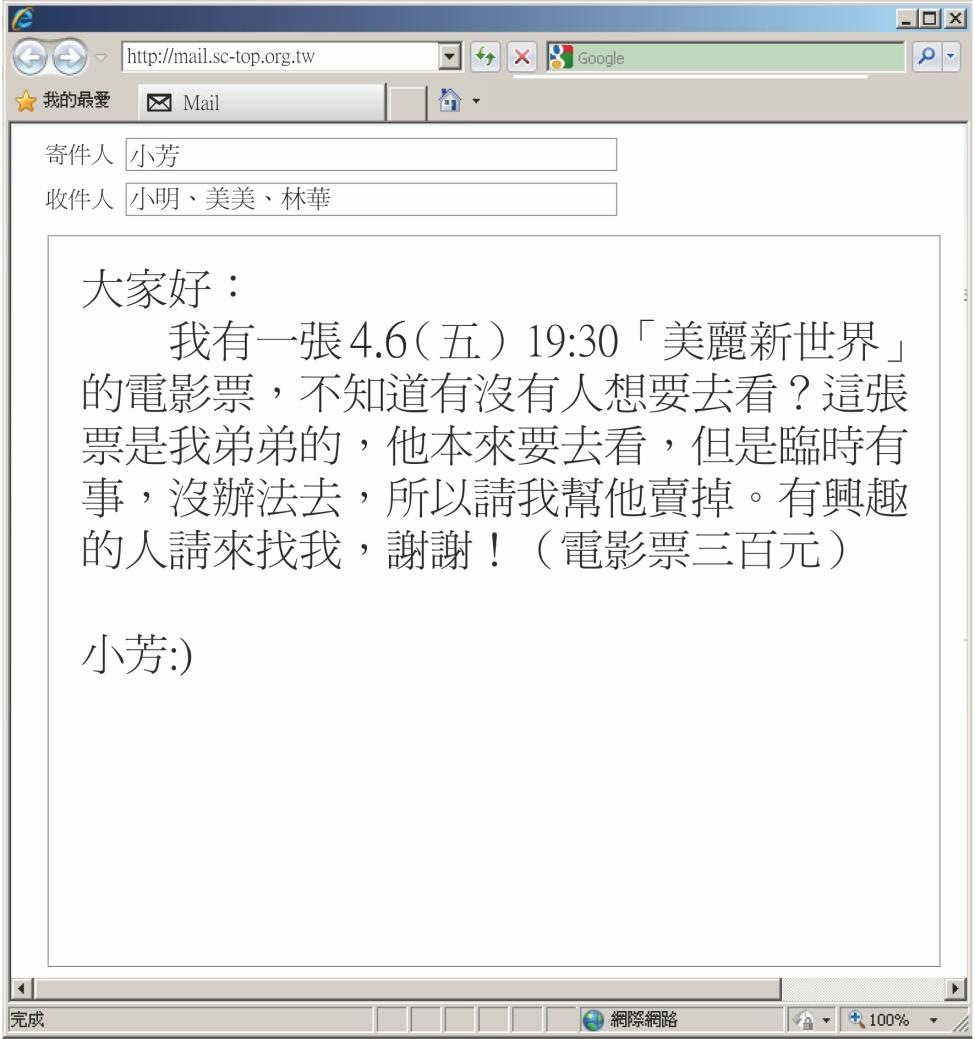 http://mail.sc-top.org.tw
Google
我的最愛
Mail
寄件人 小芳
收件人 小明、美美、林華
大家好：
我有一張4.6（五）19:30「美麗新世界」
的電影票，不知道有沒有人想要去看？這張
票是我弟弟的，他本來要去看，但是臨時有
事，沒辦法去，所以請我幫他賣掉。有興趣
的人請來找我，謝謝！（電影票三百元）
小芳:)
完成
網際網路
100%